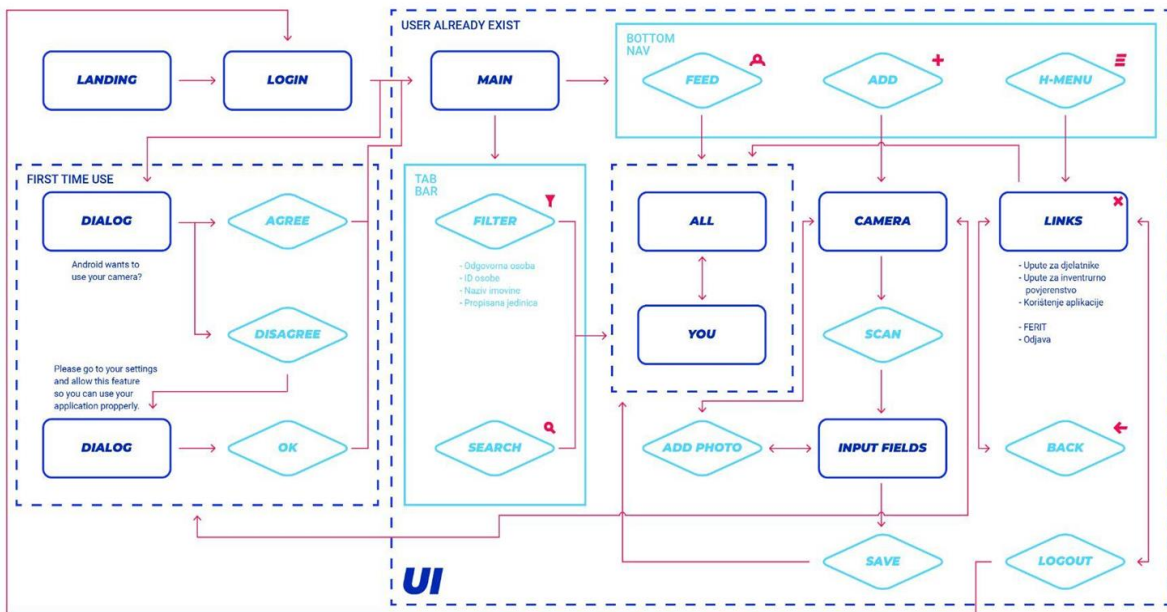 USER ALREADY EXIST
BOTTOM
NAV
LANDING
LOGIN
MAIN
FEED
ADD
H-MENU
FIRST TIME USE
DIALOG
AGREE
Android wants to
use your camera?
DISAGREE
Please go to your settings
and allow this feature
so you can use your
application propperly.
DIALOG
OK
TAB
BAR
FILTER
- Odgovorna osoba
- ID osobe
- Naziv imovine
- Propisana jedinica
SEARCH
ALL
YOU
CAMERA
SCAN
ADD PHOTO
INPUT FIELDS
SAVE
LINKS
- Upute za djelatnike
- Upute za inventrurno
povjerenstvo
- Korištenje aplikacije
- FERIT
- Odjava
BACK
LOGOUT
UI